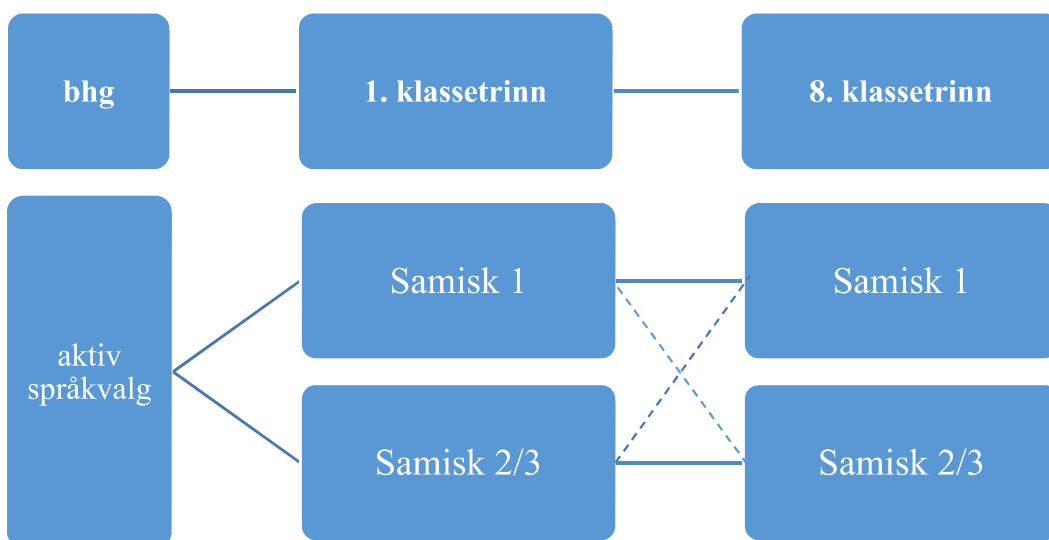 bhg
1. klassetrinn
8. klassetrinn
aktiv
språkvalg
Samisk 1
Samisk 1
Samisk 2/3
Samisk 2/3